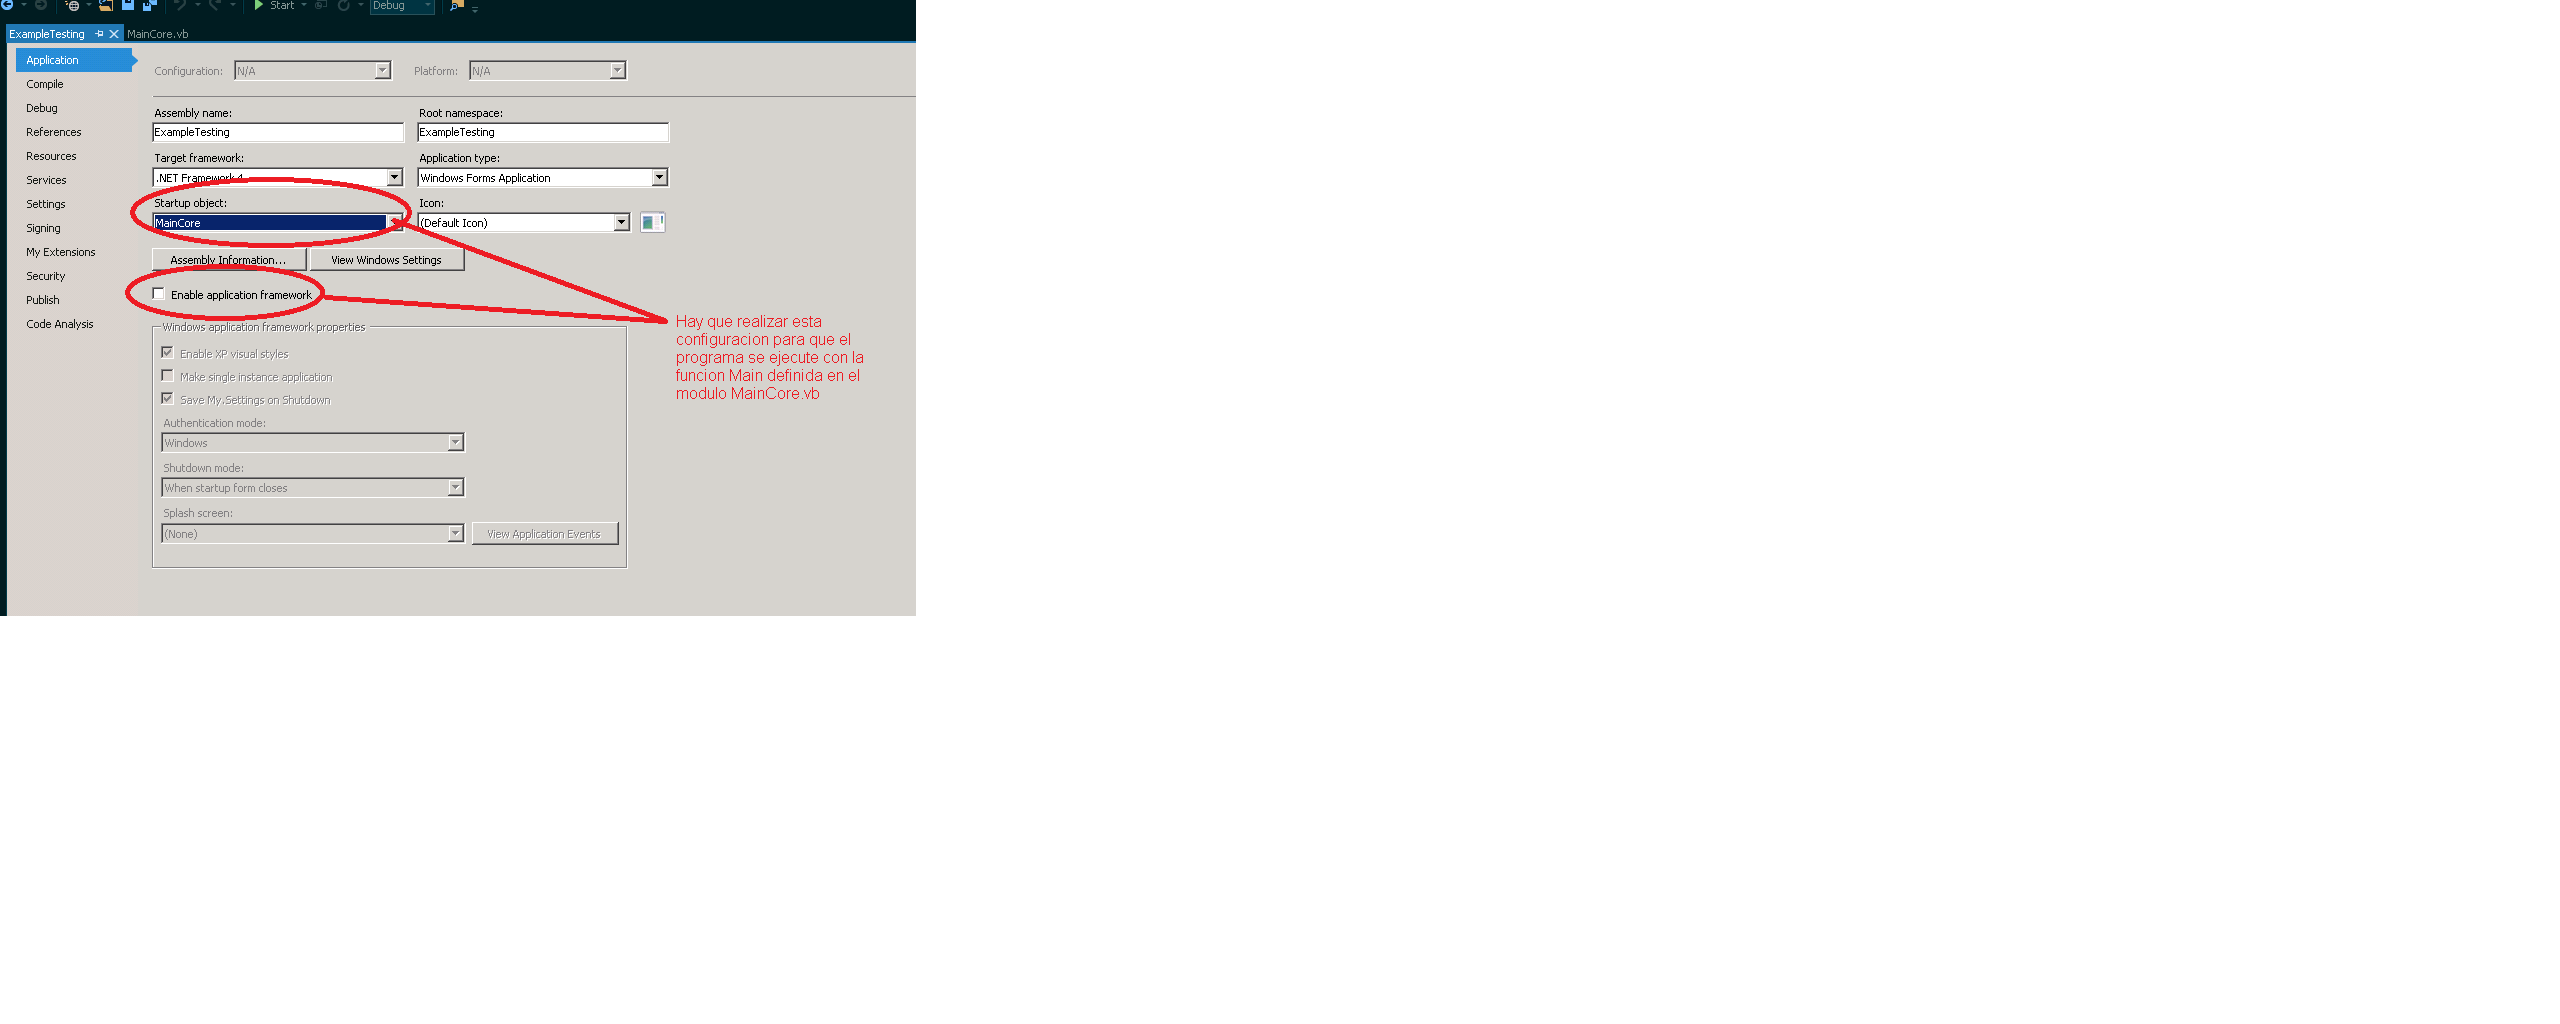 Start
Debug
ExampleTesting MainCore.vb
Application
Compile
Debug
References
Resources
Services
Settings
Signing
My Extensions
Security
Publish
Code Analysis
Configuration: N/A Platform: N/A
Assembly name: Root namespace:
ExampleTesting ExampleTesting
Target framework: Application type:
.NET Framework 4 Windows Forms Application
Startup object: Icon:
MainCore (Default Icon)
Assembly Information... View Windows Settings
Enable application framework
Windows application framework properties
Enable XP visual styles
Make single instance application
Save My.Settings on Shutdown
Authentication mode:
Windows
Shutdown mode:
When startup form closes
Splash screen:
(None) View Application Events
Hay que realizar esta
configuracion para que el
programa se ejecute con la
funcion Main definida en el
modulo MainCore.vb